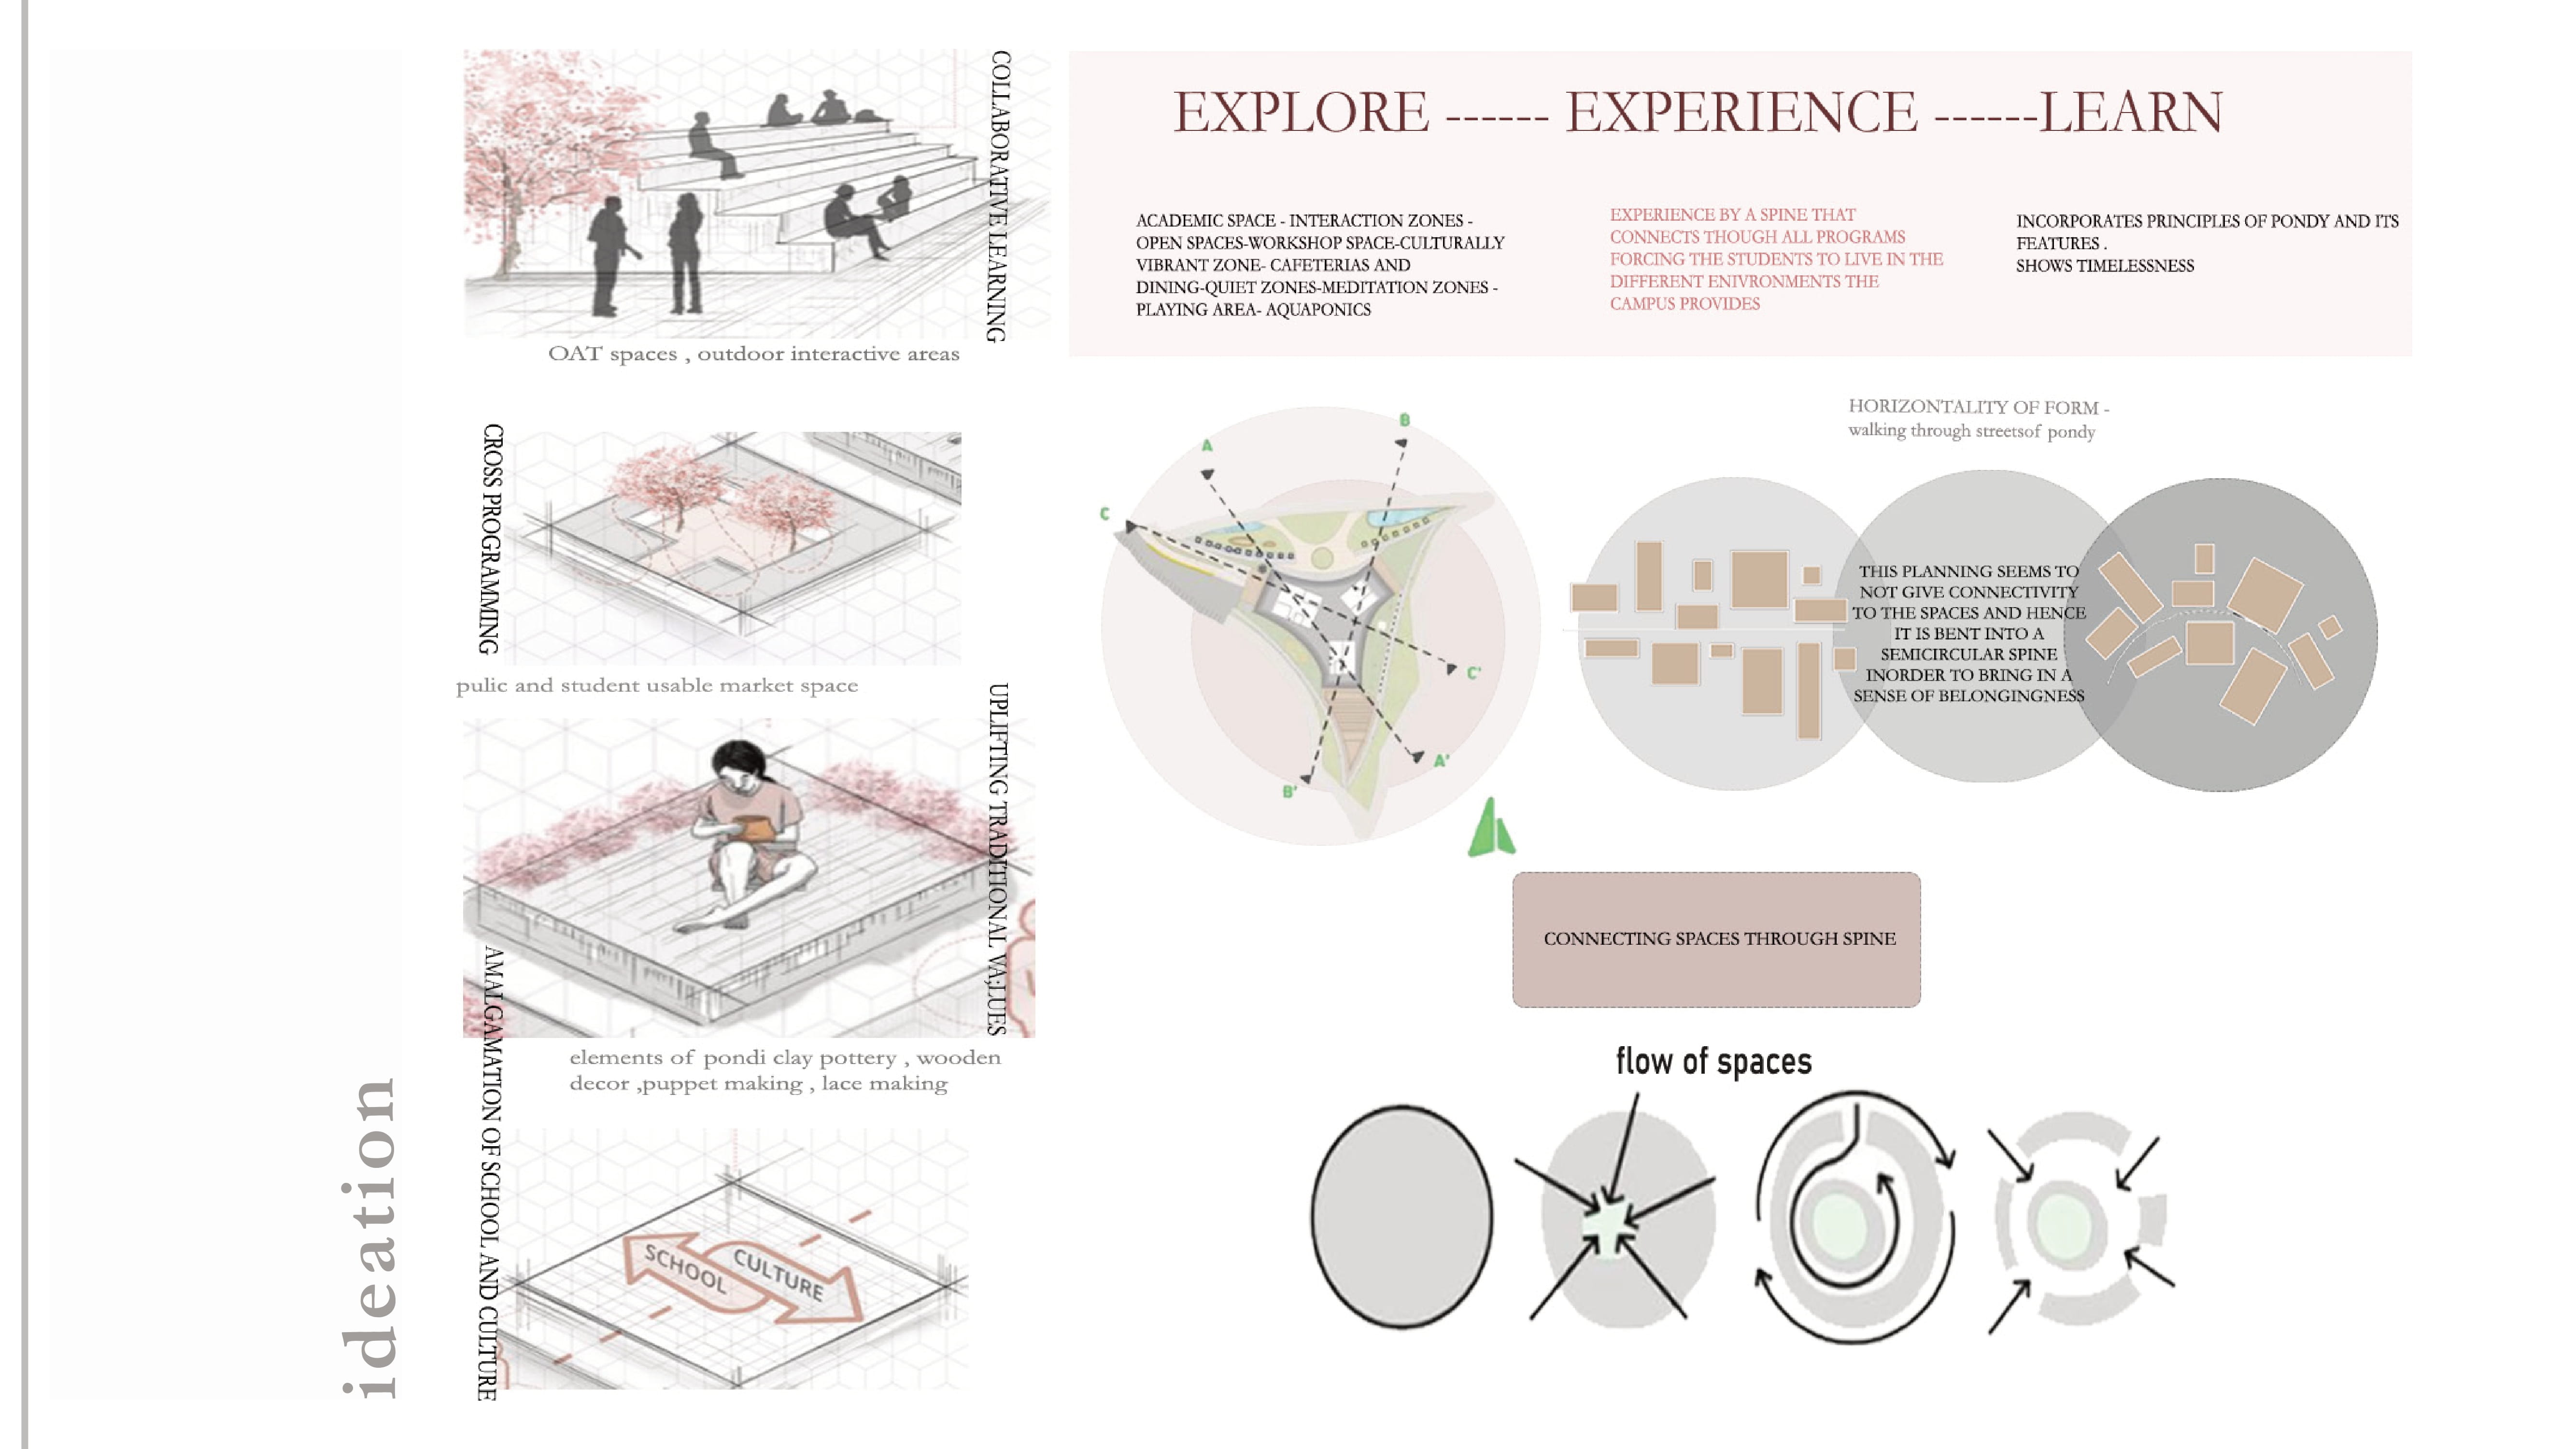 ideation
COLLABORATIVE LEARNING
OAT spaces , outdoor interactive areas
CROSS PROGRAMMING
pulic and student usable market space
UPLIFTING TRADITIONAL VA;LUES
elements of pondi clay pottery , wooden
decor ,puppet making , lace making
AMALGAMATION OF SCHOOL AND CULTURE
SCHOOL
CULTURE
EXPLORE ------ EXPERIENCE ------LEARN
ACADEMIC SPACE - INTERACTION ZONES -
OPEN SPACES-WORKSHOP SPACE-CULTURALLY
VIBRANT ZONE- CAFETERIAS AND
DINING-QUIET ZONES-MEDITATION ZONES -
PLAYING AREA- AQUAPONICS
EXPERIENCE BY A SPINE THAT
CONNECTS THOUGH ALL PROGRAMS
FORCING THE STUDENTS TO LIVE IN THE
DIFFERENT ENIVRONMENTS THE
CAMPUS PROVIDES
INCORPORATES PRINCIPLES OF PONDY AND ITS
FEATURES .
SHOWS TIMELESSNESS
A
B
C
C'
A'
B'
HORIZONTALITY OF FORM -
walking through streetsof pondy
THIS PLANNING SEEMS TO
NOT GIVE CONNECTIVITY
TO THE SPACES AND HENCE
IT IS BENT INTO A
SEMICIRCULAR SPINE
INORDER TO BRING IN A
SENSE OF BELONGINGNESS
CONNECTING SPACES THROUGH SPINE
flow of spaces